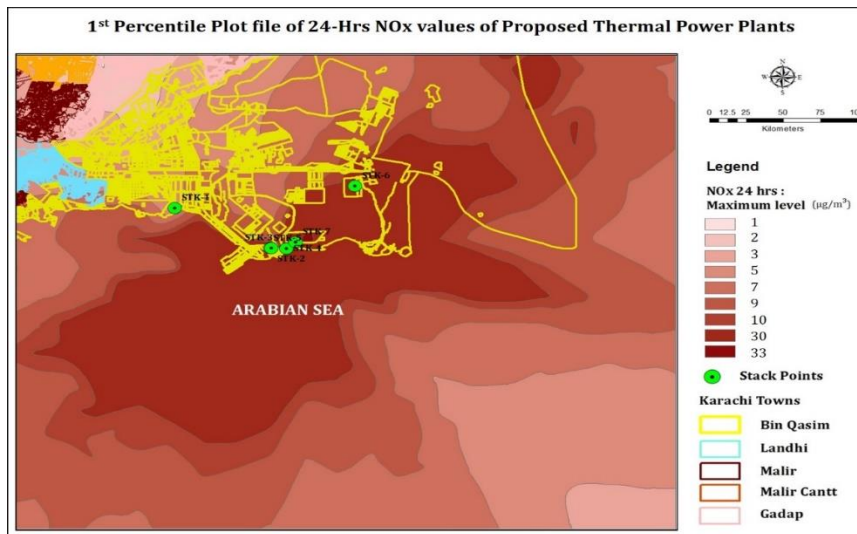 1st Percentile Plot file of 24-Hrs NOx values of Proposed Thermal Power Plants
N
W
E
S
0 12.5 25 50 75
Kilometers
Legend
NOx 24 hrs :
Maximum level (µg/m³)
1
2
3
5
7
9
10
30
33
Stack Points
Karachi Towns
Bin Qasim
Landhi
Malir
Malir Cantt
Gadap
STK-6
STK-2
ARABIAN SEA